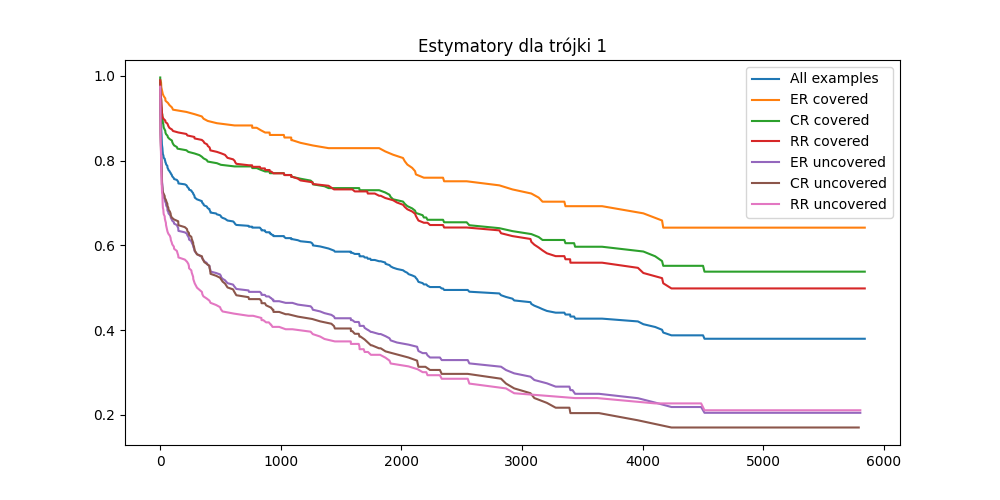 Estymatory dla trójki 1
1.0
0.8
0.6
0.4
0.2
0
1000
2000
3000
4000
5000
6000
All examples
ER covered
CR covered
RR covered
ER uncovered
CR uncovered
RR uncovered